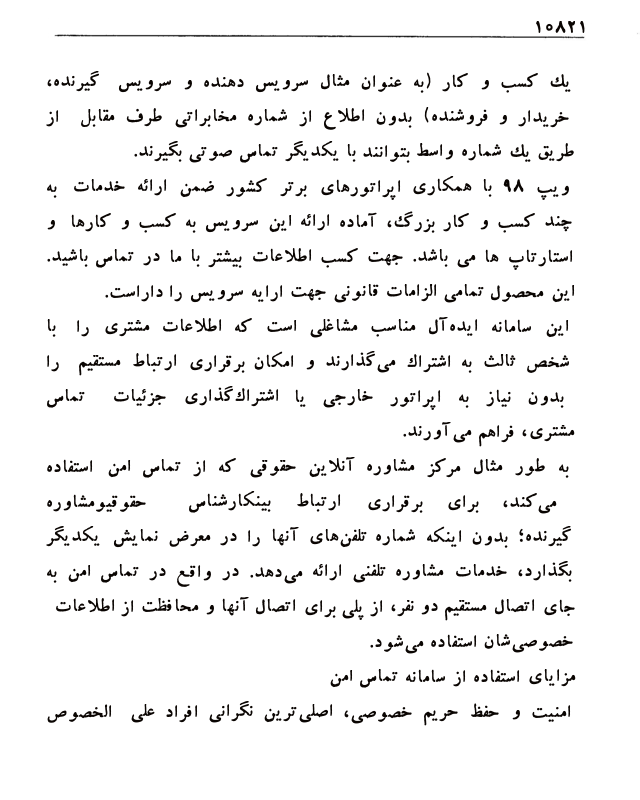 ۱۰۸۲۱
یك کسب و کار (به عنوان مثال سرویس دهنده و سرویس گیرنده،
خریدار و فروشنده) بدون اطلاع از شماره مخابراتی طرف مقابل از
طریق یك شماره واسط بتوانند با یکدیگر تماس صوتی بگیرند.
ویپ ۹۸ با همکاری اپراتورهای برتر کشور ضمن ارائه خدمات به
چند کسب و کار بزرگ، آماده ارائه این سرویس به کسب و کارها و
استارتاپ ها می باشد. جهت کسب اطلاعات بیشتر با ما در تماس باشید.
این محصول تمامی الزامات قانونی جهت ارایه سرویس را داراست.
این سامانه ایده‌آل مناسب مشاغلی است که اطلاعات مشتری را با
شخص ثالث به اشتراك می‌گذارند و امکان برقراری ارتباط مستقیم را
بدون نیاز به اپراتور خارجی یا اشتراك‌گذاری جزئیات تماس
مشتری، فراهم می‌آورند.
به طور مثال مرکز مشاوره آنلاین حقوقی که از تماس امن استفاده
می‌کند، برای برقراری ارتباط بینکارشناس حقوقیومشاوره
گیرنده؛ بدون اینکه شماره تلفن‌های آنها را در معرض نمایش یکدیگر
بگذارد، خدمات مشاوره تلفنی ارائه می‌دهد. در واقع در تماس امن به
جای اتصال مستقیم دو نفر، از پلی برای اتصال آنها و محافظت از اطلاعات
خصوصی‌شان استفاده می‌شود.
مزایای استفاده از سامانه تماس امن
امنیت و حفظ حریم خصوصی، اصلی‌ترین نگرانی افراد علی الخصوص